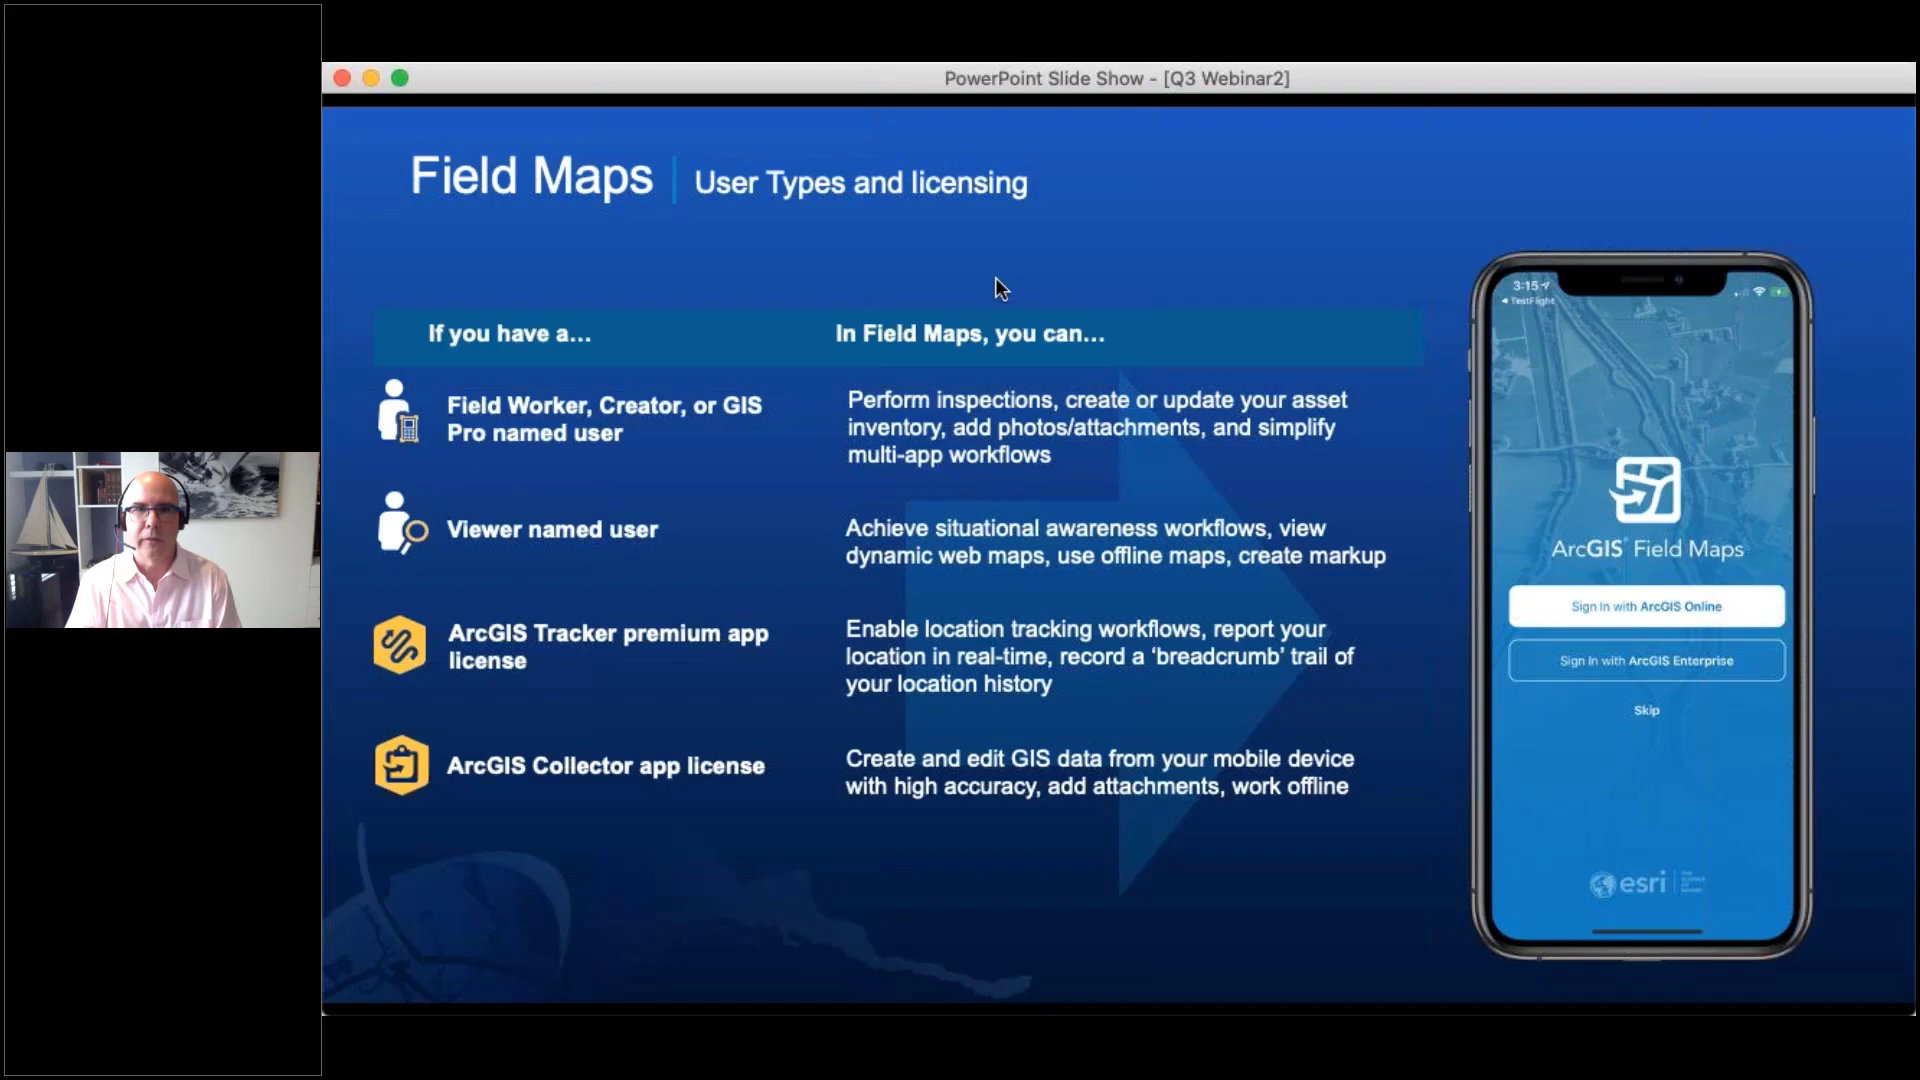 PowerPoint Slide Show - [Q3 Webinar2]
Field Maps
User Types and licensing
If you have a...
In Field Maps, you can...
Field Worker, Creator, or GIS
Pro named user
Perform inspections, create or update your asset
inventory, add photos/attachments, and simplify
multi-app workflows
Viewer named user
Achieve situational awareness workflows, view
dynamic web maps, use offline maps, create markup
ArcGIS Tracker premium app
license
Enable location tracking workflows, report your
location in real-time, record a ‘breadcrumb’ trail of
your location history
ArcGIS Collector app license
Create and edit GIS data from your mobile device
with high accuracy, add attachments, work offline
3:15
TestFlight
ArcGIS Field Maps
Sign In with ArcGIS Online
Sign In with ArcGIS Enterprise
Skip
esri